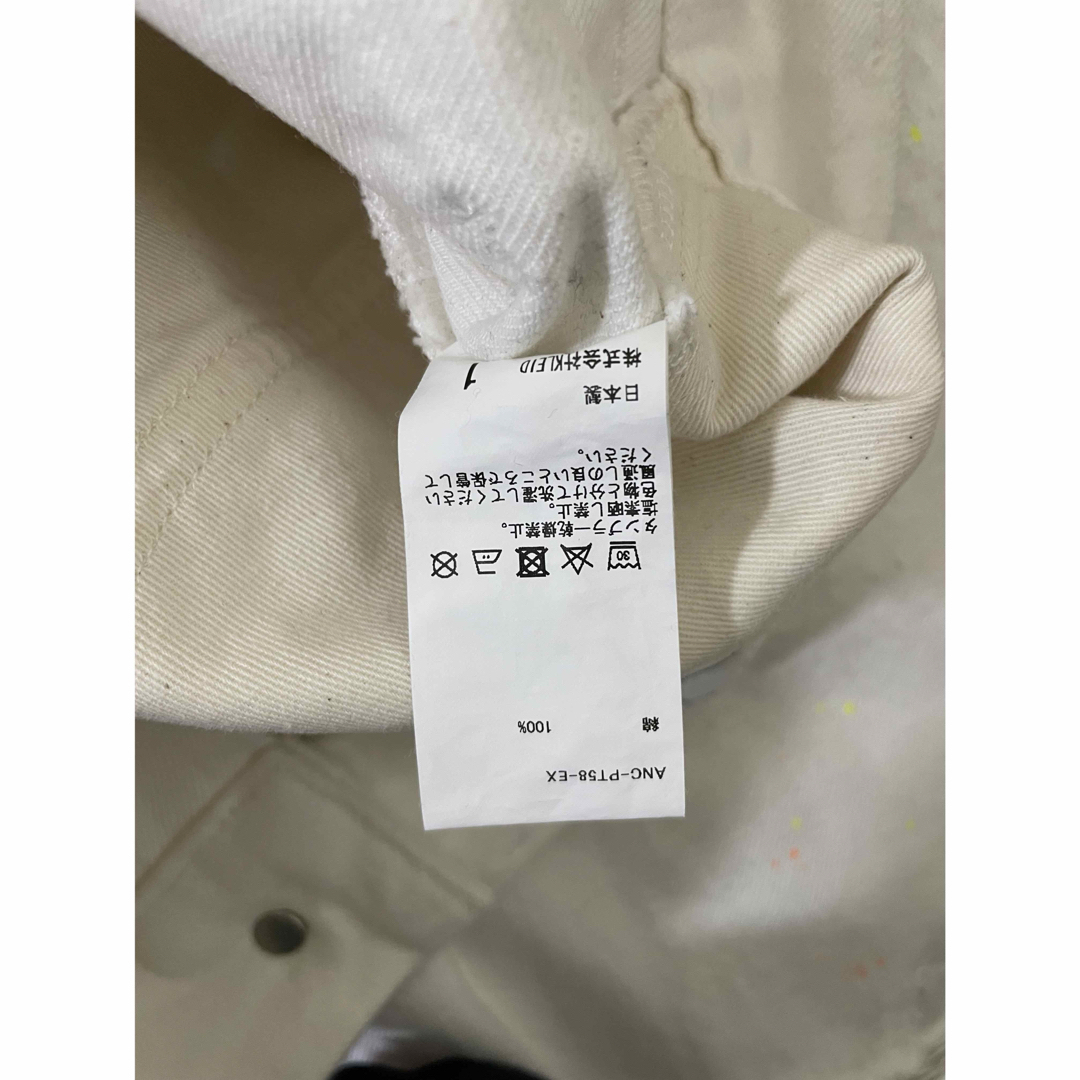 ANG-PT58-EX
綿 100%
30
タンブラー乾燥禁止。
塩素晒し禁止。
色物と分けて洗濯してください
風通しの良いところで保管して
ください。
日本製
株式会社KLEID 1